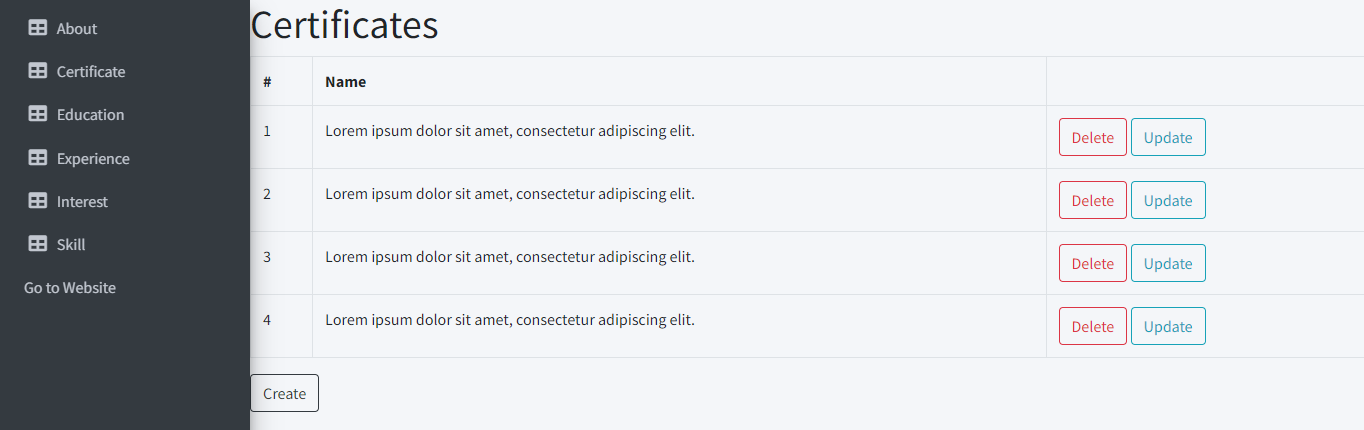 About
Certificate
Education
Experience
Interest
Skill
Go to Website
Certificates
# Name
1 Lorem ipsum dolor sit amet, consectetur adipiscing elit. Delete Update
2 Lorem ipsum dolor sit amet, consectetur adipiscing elit. Delete Update
3 Lorem ipsum dolor sit amet, consectetur adipiscing elit. Delete Update
4 Lorem ipsum dolor sit amet, consectetur adipiscing elit. Delete Update
Create